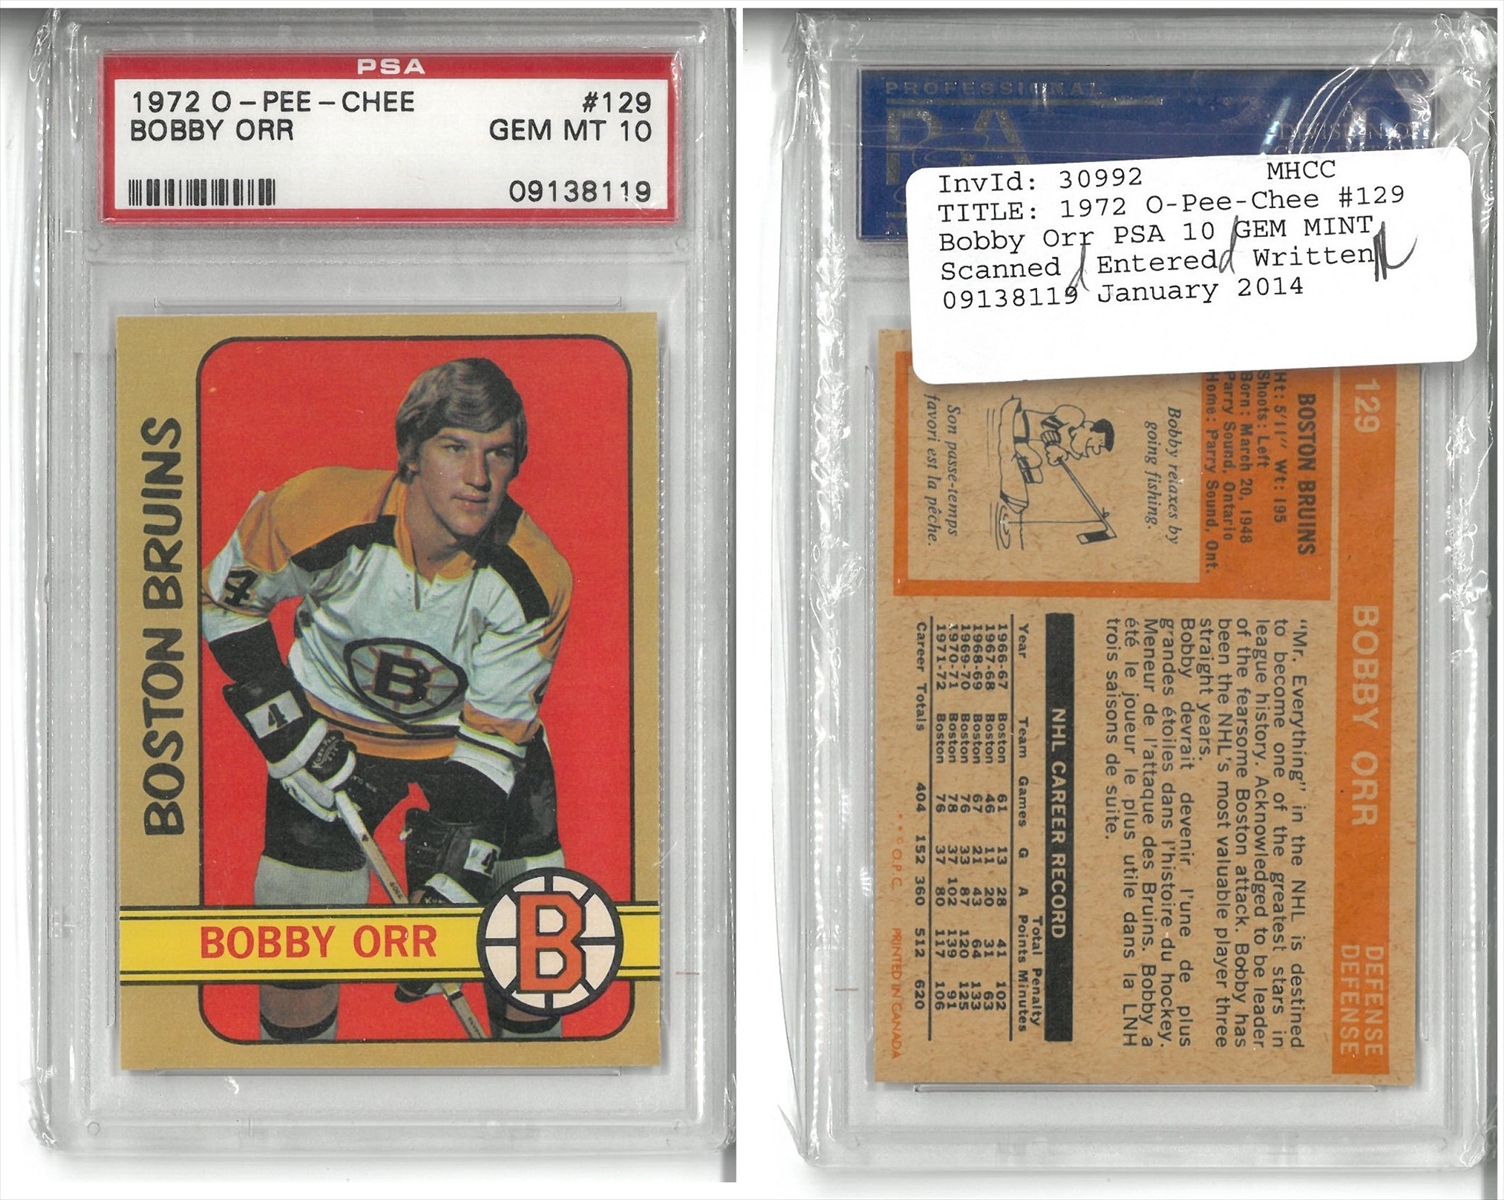 PSA
1972 O-PEE-CHEE #129
BOBBY ORR GEM MT 10
09138119
BOSTON BRUINS
4
4
4
B
BOBBY ORR
B
PROFESSIONAL
PSA
DIVISION OF
InvId: 30992 MHCC
TITLE: 1972 O-Pee-Chee #129
Bobby Orr PSA 10 GEM MINT
Scanned Entered Written
09138119 January 2014
129 BOBBY ORR DEFENSE
DEFENSE
BOSTON BRUINS
Ht: 5'11" Wt: 195
Shoots: Left
Born: March 20, 1948
Parry Sound, Ontario
Home: Parry Sound, Ont.
Bobby relaxes by
going fishing.
Son passe-temps
favori est la pêche.
"Mr. Everything" in the NHL is destined
to become one of the greatest stars in
league history. Acknowledged to be leader
of the fearsome Boston attack. Bobby has
been the NHL's most valuable player three
straight years.
Bobby devrait devenir l'une de plus
grandes étoiles dans l'histoire du hockey.
Meneur de l'attaque des Bruins. Bobby a
été le joueur le plus utile dans la LNH
trois saisons de suite.
NHL CAREER RECORD
Total Penalty
Year Team Games G A Points Minutes
1966-67 Boston 61 13 28 41 102
1967-68 Boston 46 11 20 31 63
1968-69 Boston 67 21 43 64 133
1969-70 Boston 76 33 87 120 125
1970-71 Boston 78 37 102 139 91
1971-72 Boston 76 37 80 117 106
Career Totals 404 152 360 512 620
* * © O.P.C. PRINTED IN CANADA